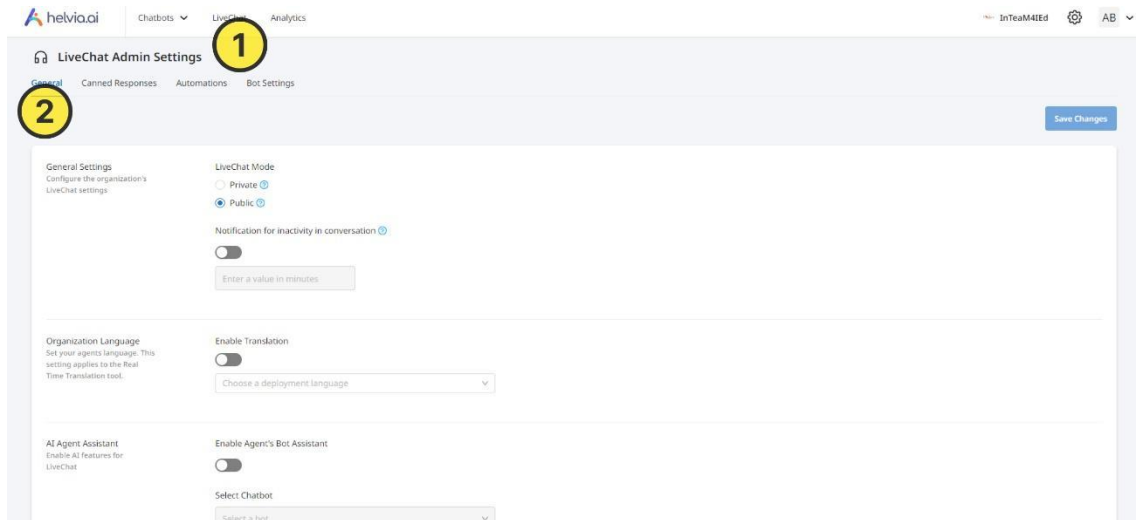 helvia.ai
Chatbots
LiveChat
Analytics
InTeaM4IEd
AB
1
LiveChat Admin Settings
General
Canned Responses
Automations
Bot Settings
2
Save Changes
General Settings
Configure the organization's
LiveChat settings
LiveChat Mode
Private
Public
Notification for inactivity in conversation
Enter a value in minutes
Organization Language
Set your agents language. This
setting applies to the Real
Time Translation tool.
Enable Translation
Choose a deployment language
AI Agent Assistant
Enable AI features for
LiveChat
Enable Agent's Bot Assistant
Select Chatbot
Select a bot